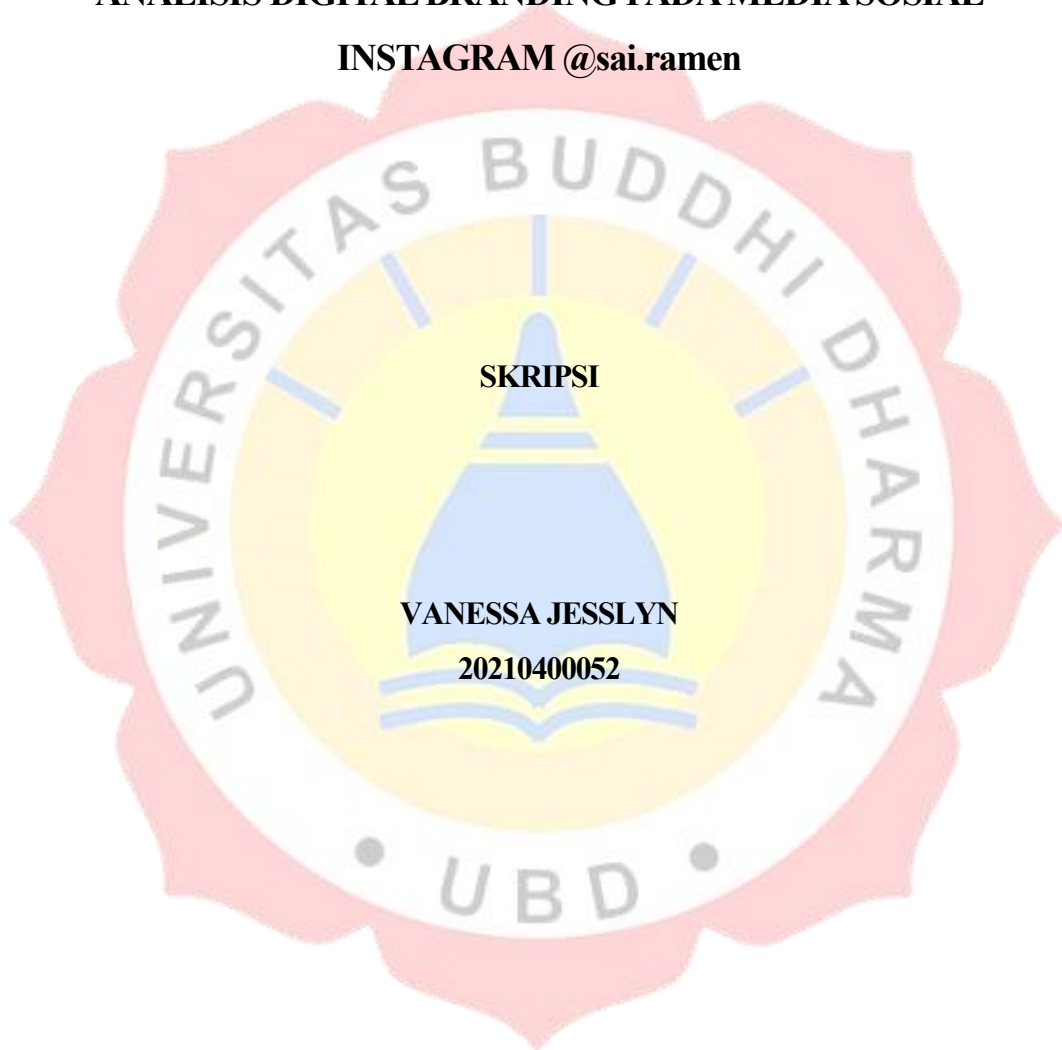 ANALISIS DIGITAL BRANDING PADA MEDIA SOSIAL
INSTAGRAM @sai.ramen
UNIVERSITAS BUDDHI DHARMA
SKRIPSI
VANESSA JESSLYN
20210400052
• UBD •